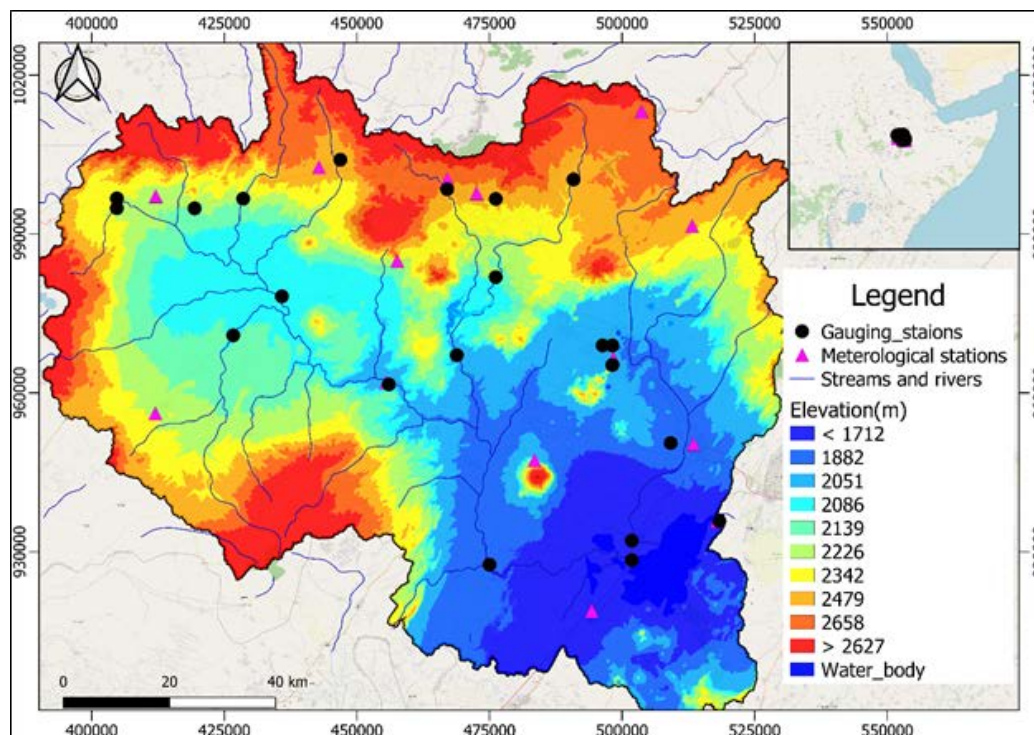 400000 425000 450000 475000 500000 525000 550000
1020000
990000
960000
930000
Legend
Gauging_staions
Meterological stations
Streams and rivers
Elevation(m)
< 1712
1882
2051
2086
2139
2226
2342
2479
2658
> 2627
Water_body
0 20 40 km
400000 425000 450000 475000 500000 525000 550000